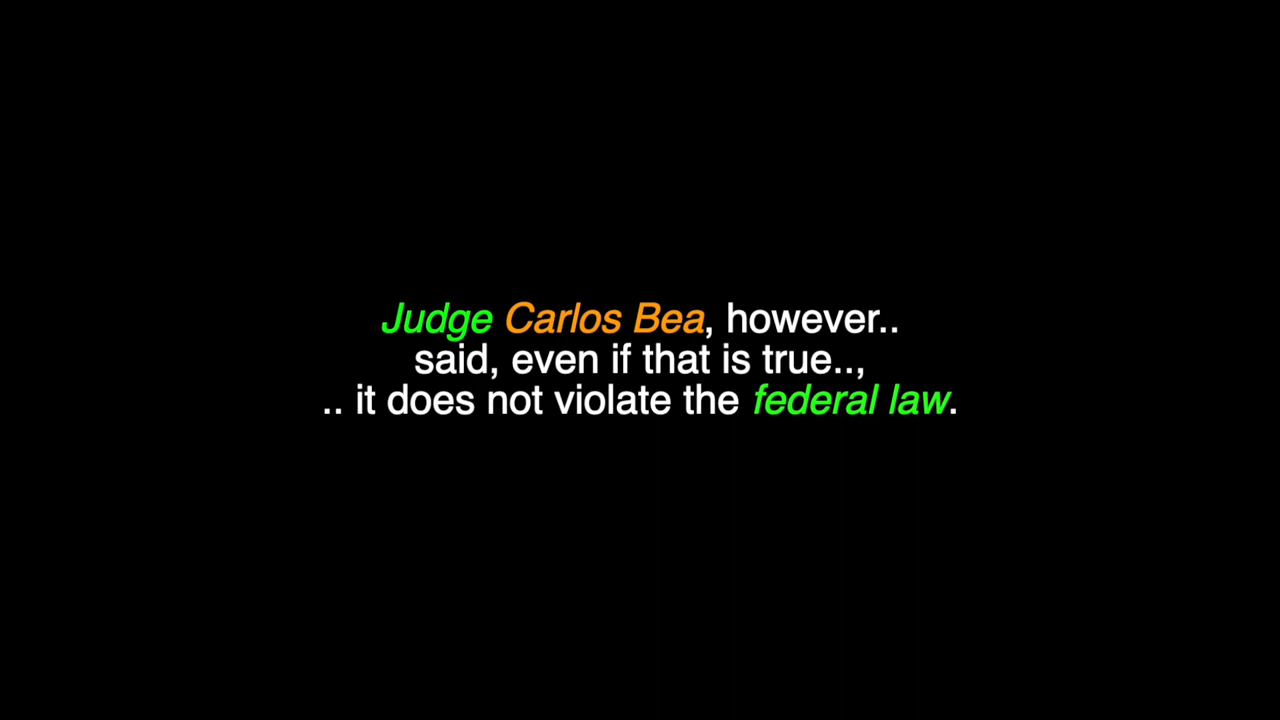 Judge Carlos Bea, however..
said, even if that is true..,
.. it does not violate the federal law.